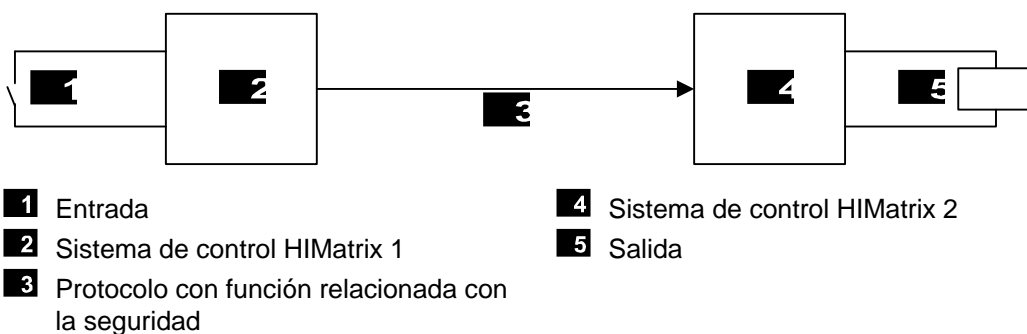 1
2
3
4
5
1 Entrada
2 Sistema de control HIMatrix 1
3 Protocolo con función relacionada con
la seguridad
4 Sistema de control HIMatrix 2
5 Salida